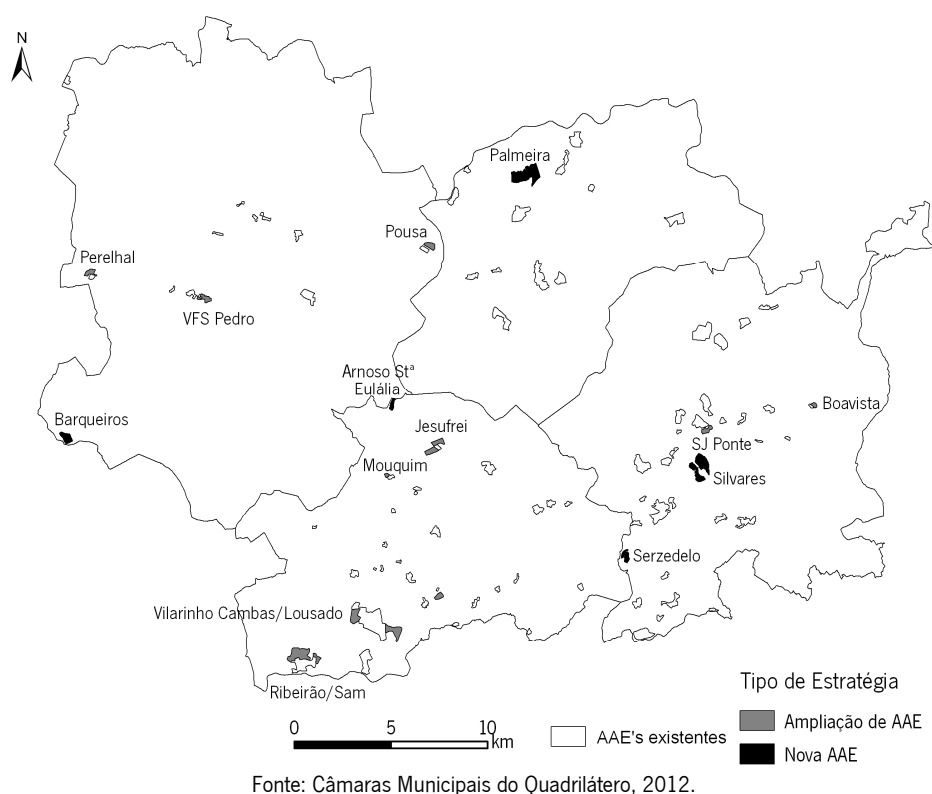 N
Palmeira
Pousa
Perelhal
VFS Pedro
Arnoso Stª
Eulália
Boavista
Barqueiros
Jesufrei
SJ Ponte
Mouquim
Silvares
Serzedelo
Vilarinho Cambas/Lousado
Ribeirão/Sam
Tipo de Estratégia
Ampliação de AAE
Nova AAE
AAE's existentes
0 5 10
km
Fonte: Câmaras Municipais do Quadrilátero, 2012.